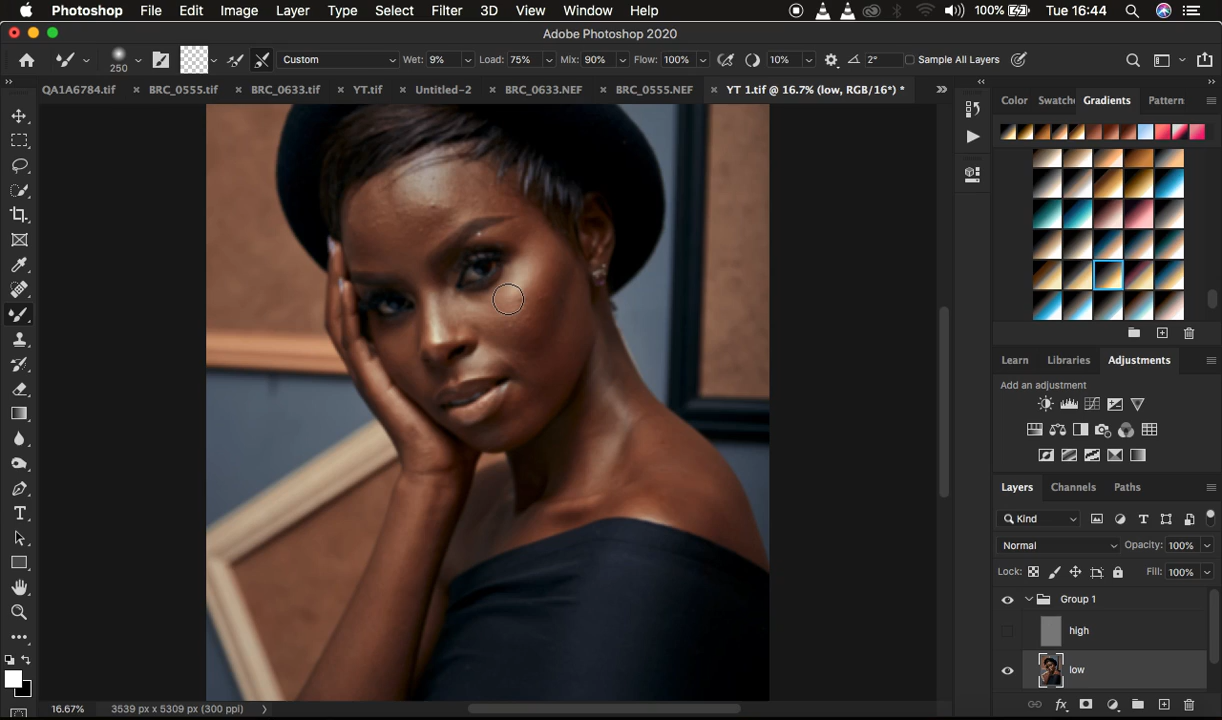 Photoshop File Edit Image Layer Type Select Filter 3D View Window Help 100% Tue 16:44
Adobe Photoshop 2020
250 Custom Wet: 9% Load: 75% Mix: 90% Flow: 100% 10% 2° Sample All Layers
QA1A6784.tif × BRC_0555.tif × BRC_0633.tif × YT.tif × Untitled-2 × BRC_0633.NEF × BRC_0555.NEF × YT 1.tif @ 16.7% (low, RGB/16*) *
Color Swatche Gradients Pattern
Learn Libraries Adjustments
Add an adjustment
Layers Channels Paths
Kind
Normal Opacity: 100%
Lock: Fill: 100%
Group 1
high
low
16.67% 3539 px x 5309 px (300 ppi)